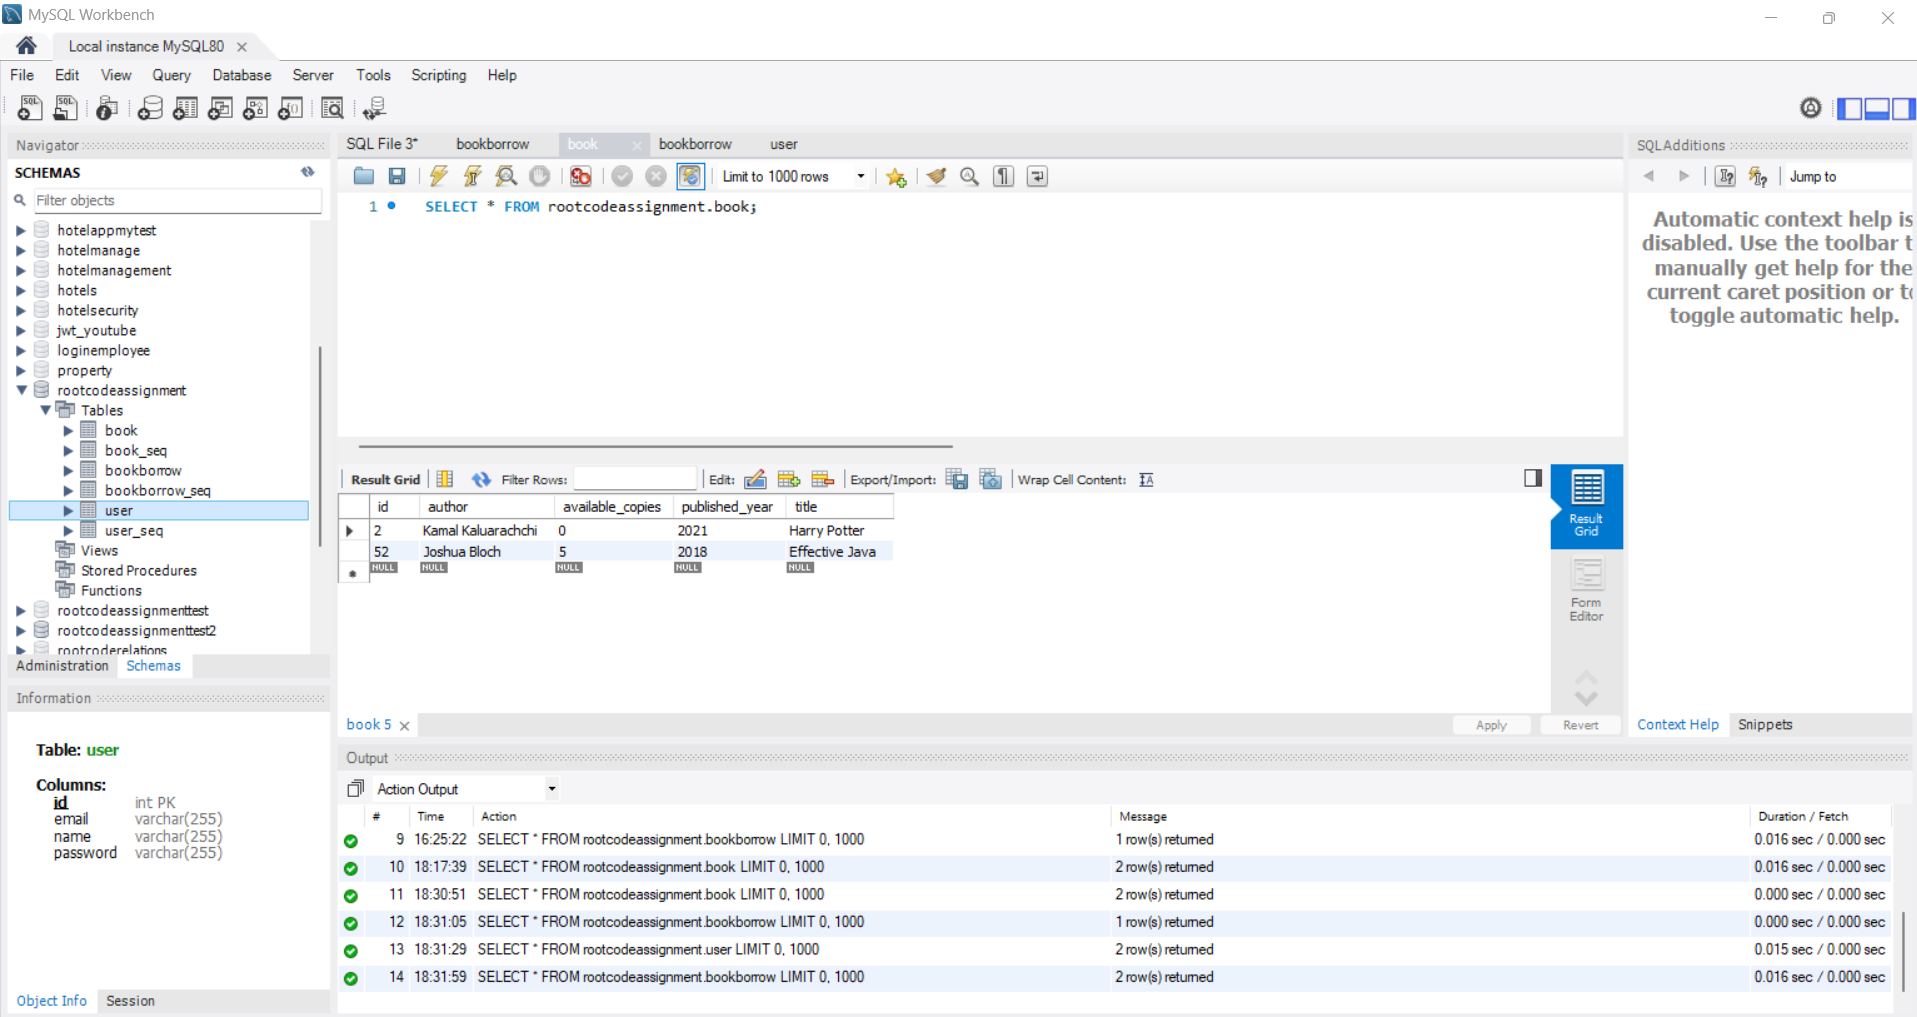 MySQL Workbench
Local instance MySQL80
File Edit View Query Database Server Tools Scripting Help
Navigator
SCHEMAS
Filter objects
hotelappmytest
hotelmanage
hotelmanagement
hotels
hotelsecurity
jwt_youtube
loginemployee
property
rootcodeassignment
Tables
book
book_seq
bookborrow
bookborrow_seq
user
user_seq
Views
Stored Procedures
Functions
rootcodeassignmenttest
rootcodeassignmenttest2
rootcoderelations
Administration Schemas
Information
Table: user
Columns:
id int PK
email varchar(255)
name varchar(255)
password varchar(255)
Object Info Session
SQL File 3* bookborrow book bookborrow user
Limit to 1000 rows
1 SELECT * FROM rootcodeassignment.book;
Result Grid Filter Rows: Edit: Export/Import: Wrap Cell Content:
id author available_copies published_year title
2 Kamal Kaluarachchi 0 2021 Harry Potter
52 Joshua Bloch 5 2018 Effective Java
NULL NULL NULL NULL NULL
Result
Grid
Form
Editor
book 5
Apply Revert
Output
Action Output
# Time Action Message Duration / Fetch
9 16:25:22 SELECT * FROM rootcodeassignment.bookborrow LIMIT 0, 1000 1 row(s) returned 0.016 sec / 0.000 sec
10 18:17:39 SELECT * FROM rootcodeassignment.book LIMIT 0, 1000 2 row(s) returned 0.016 sec / 0.000 sec
11 18:30:51 SELECT * FROM rootcodeassignment.book LIMIT 0, 1000 2 row(s) returned 0.000 sec / 0.000 sec
12 18:31:05 SELECT * FROM rootcodeassignment.bookborrow LIMIT 0, 1000 1 row(s) returned 0.000 sec / 0.000 sec
13 18:31:29 SELECT * FROM rootcodeassignment.user LIMIT 0, 1000 2 row(s) returned 0.015 sec / 0.000 sec
14 18:31:59 SELECT * FROM rootcodeassignment.bookborrow LIMIT 0, 1000 2 row(s) returned 0.016 sec / 0.000 sec
SQLAdditions
Jump to
Automatic context help is
disabled. Use the toolbar t
manually get help for the
current caret position or to
toggle automatic help.
Context Help Snippets